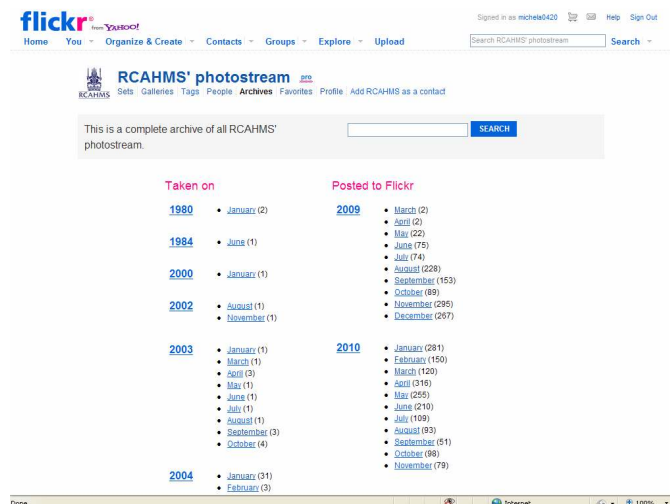 flickr from YAHOO!
Signed in as michela0420 Help Sign Out
Home You Organize & Create Contacts Groups Explore Upload
Search RCAHMS' photostream Search
RCAHMS
RCAHMS' photostream pro
Sets Galleries Tags People Archives Favorites Profile Add RCAHMS as a contact
This is a complete archive of all RCAHMS'
photostream.
SEARCH
Taken on
1980
January (2)
1984
June (1)
2000
January (1)
2002
August (1)
November (1)
2003
January (1)
March (1)
April (3)
May (1)
June (1)
July (1)
August (1)
September (3)
October (4)
2004
January (31)
February (3)
Posted to Flickr
2009
March (2)
April (2)
May (22)
June (75)
July (74)
August (228)
September (153)
October (89)
November (295)
December (267)
2010
January (281)
February (150)
March (120)
April (316)
May (255)
June (210)
July (109)
August (93)
September (51)
October (98)
November (79)
Done Internet 100%